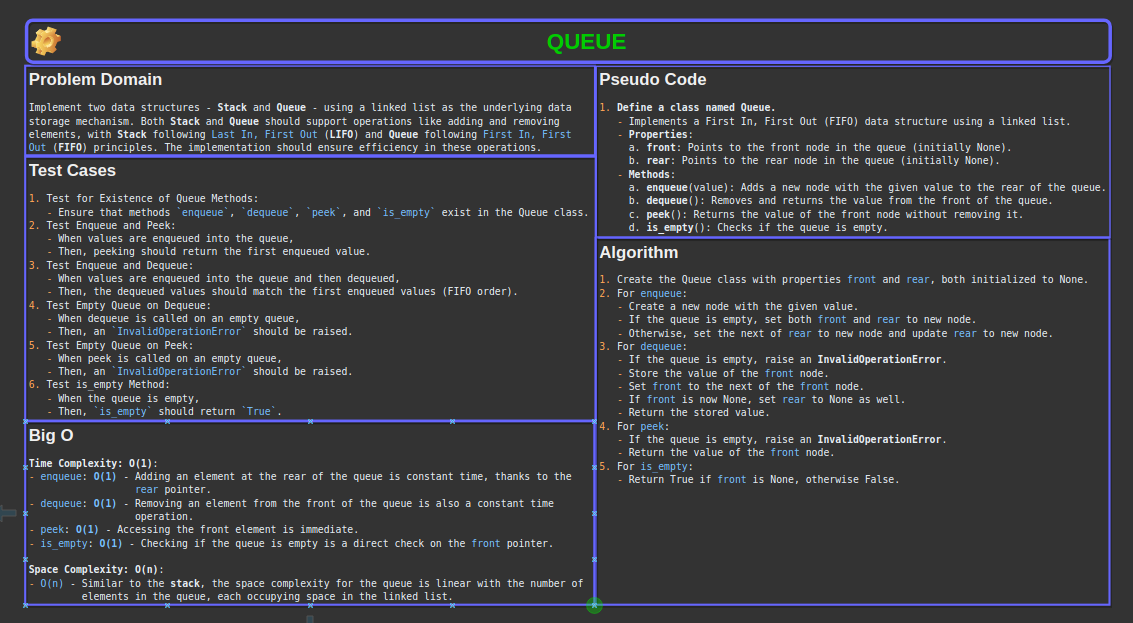 QUEUE
Problem Domain
Implement two data structures - Stack and Queue - using a linked list as the underlying data
storage mechanism. Both Stack and Queue should support operations like adding and removing
elements, with Stack following Last In, First Out (LIFO) and Queue following First In, First
Out (FIFO) principles. The implementation should ensure efficiency in these operations.
Test Cases
1. Test for Existence of Queue Methods:
- Ensure that methods `enqueue`, `dequeue`, `peek`, and `is_empty` exist in the Queue class.
2. Test Enqueue and Peek:
- When values are enqueued into the queue,
- Then, peeking should return the first enqueued value.
3. Test Enqueue and Dequeue:
- When values are enqueued into the queue and then dequeued,
- Then, the dequeued values should match the first enqueued values (FIFO order).
4. Test Empty Queue on Dequeue:
- When dequeue is called on an empty queue,
- Then, an `InvalidOperationError` should be raised.
5. Test Empty Queue on Peek:
- When peek is called on an empty queue,
- Then, an `InvalidOperationError` should be raised.
6. Test is_empty Method:
- When the queue is empty,
- Then, `is_empty` should return `True`.
Big O
Time Complexity: O(1):
- enqueue: O(1) - Adding an element at the rear of the queue is constant time, thanks to the
rear pointer.
- dequeue: O(1) - Removing an element from the front of the queue is also a constant time
operation.
- peek: O(1) - Accessing the front element is immediate.
- is_empty: O(1) - Checking if the queue is empty is a direct check on the front pointer.
Space Complexity: O(n):
- O(n) - Similar to the stack, the space complexity for the queue is linear with the number of
elements in the queue, each occupying space in the linked list.
Pseudo Code
1. Define a class named Queue.
- Implements a First In, First Out (FIFO) data structure using a linked list.
- Properties:
a. front: Points to the front node in the queue (initially None).
b. rear: Points to the rear node in the queue (initially None).
- Methods:
a. enqueue(value): Adds a new node with the given value to the rear of the queue.
b. dequeue(): Removes and returns the value from the front of the queue.
c. peek(): Returns the value of the front node without removing it.
d. is_empty(): Checks if the queue is empty.
Algorithm
1. Create the Queue class with properties front and rear, both initialized to None.
2. For enqueue:
- Create a new node with the given value.
- If the queue is empty, set both front and rear to new node.
- Otherwise, set the next of rear to new node and update rear to new node.
3. For dequeue:
- If the queue is empty, raise an InvalidOperationError.
- Store the value of the front node.
- Set front to the next of the front node.
- If front is now None, set rear to None as well.
- Return the stored value.
4. For peek:
- If the queue is empty, raise an InvalidOperationError.
- Return the value of the front node.
5. For is_empty:
- Return True if front is None, otherwise False.